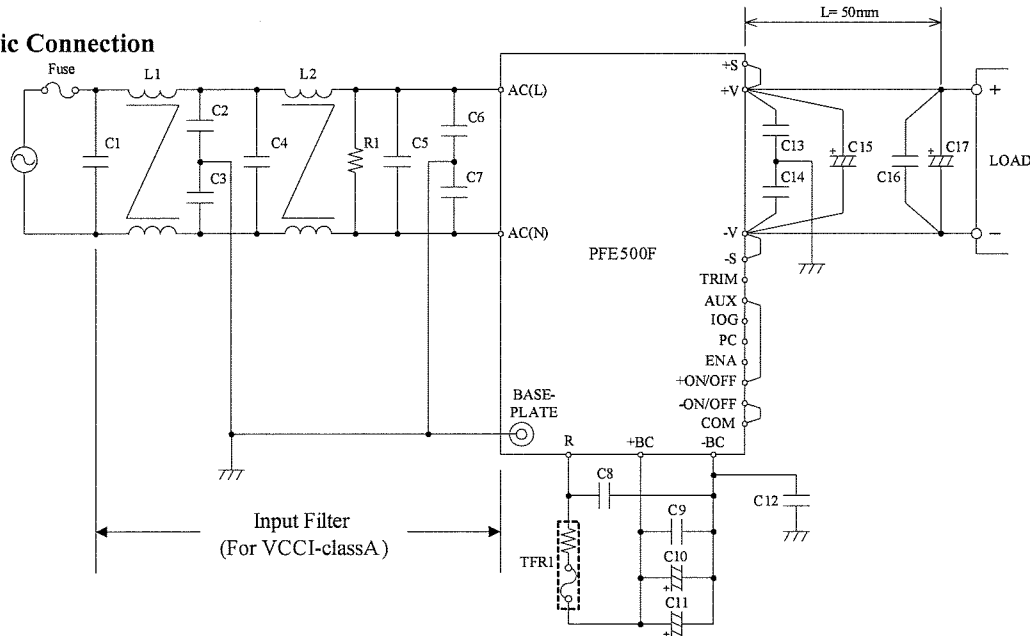 L= 50mm
ic Connection
Fuse
L1
L2
+S
AC(L)
+V
C1
C2
C3
C4
R1
C5
C6
C7
C13
C14
C15
C16
C17
+
+
+
LOAD
AC(N)
-V
−
PFE500F
-S
TRIM
AUX
IOG
PC
ENA
+ON/OFF
-ON/OFF
COM
BASE-
PLATE
R
+BC
-BC
C8
C9
C12
Input Filter
(For VCCI-classA)
TFR1
C10
+
C11
+